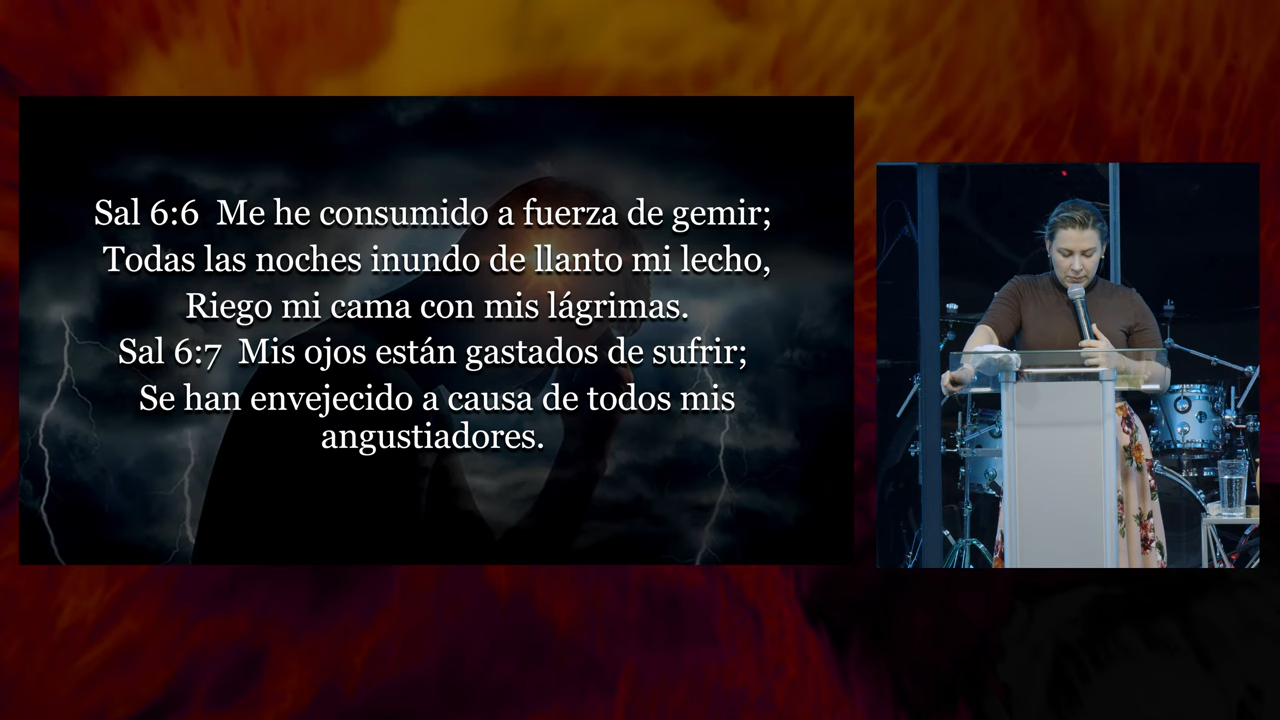 Sal 6:6  Me he consumido a fuerza de gemir;
Todas las noches inundo de llanto mi lecho,
Riego mi cama con mis lágrimas.
Sal 6:7  Mis ojos están gastados de sufrir;
Se han envejecido a causa de todos mis
angustiadores.